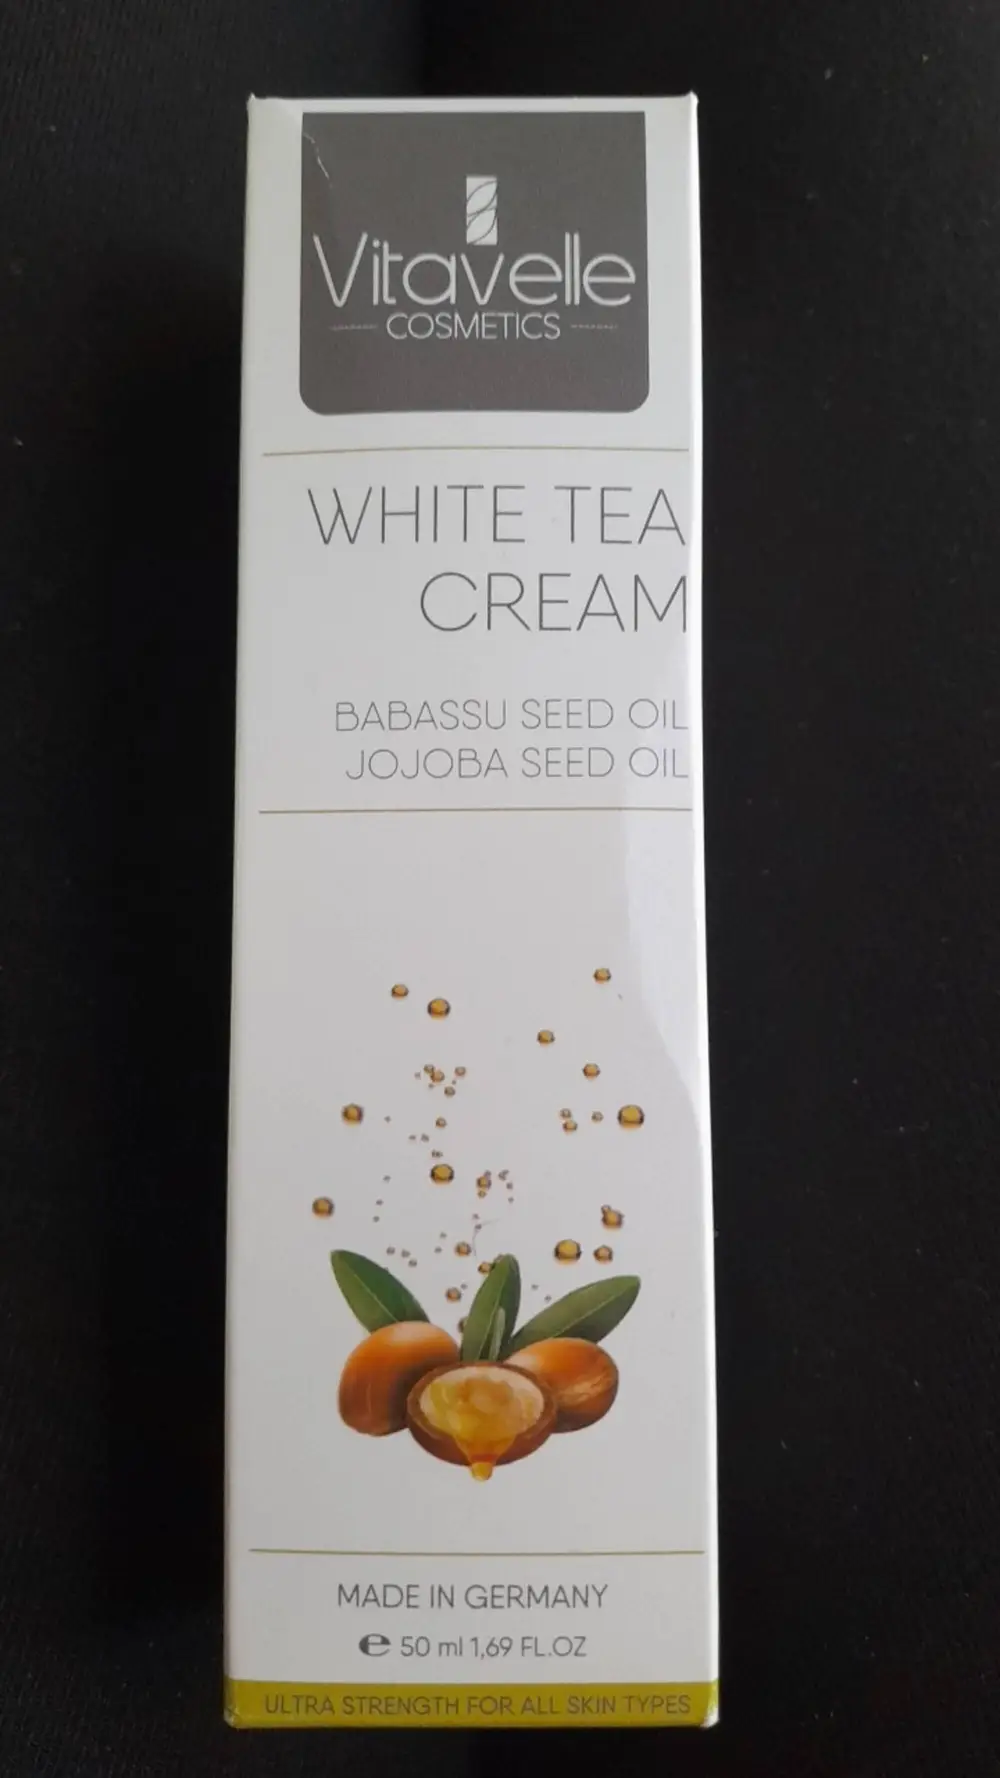 Vitavelle
COSMETICS
WHITE TEA
CREAM
BABASSU SEED OIL
JOJOBA SEED OIL
MADE IN GERMANY
℮ 50 ml 1,69 FL.OZ
ULTRA STRENGTH FOR ALL SKIN TYPES